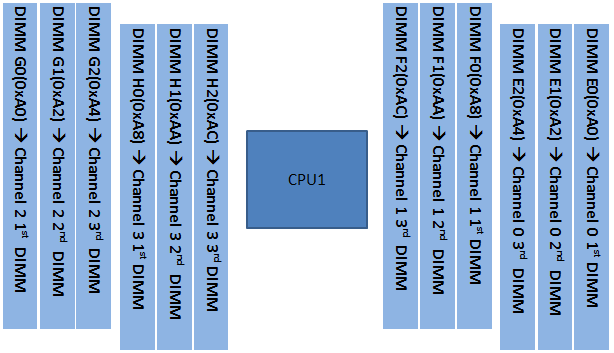 DIMM G0(0xA0) → Channel 2 1st DIMM
DIMM G1(0xA2) → Channel 2 2nd DIMM
DIMM G2(0xA4) → Channel 2 3rd DIMM
DIMM H0(0xA8) → Channel 3 1st DIMM
DIMM H1(0xAA) → Channel 3 2nd DIMM
DIMM H2(0xAC) → Channel 3 3rd DIMM
CPU1
DIMM F2(0xAC) → Channel 1 3rd DIMM
DIMM F1(0xAA) → Channel 1 2nd DIMM
DIMM F0(0xA8) → Channel 1 1st DIMM
DIMM E2(0xA4) → Channel 0 3rd DIMM
DIMM E1(0xA2) → Channel 0 2nd DIMM
DIMM E0(0xA0) → Channel 0 1st DIMM